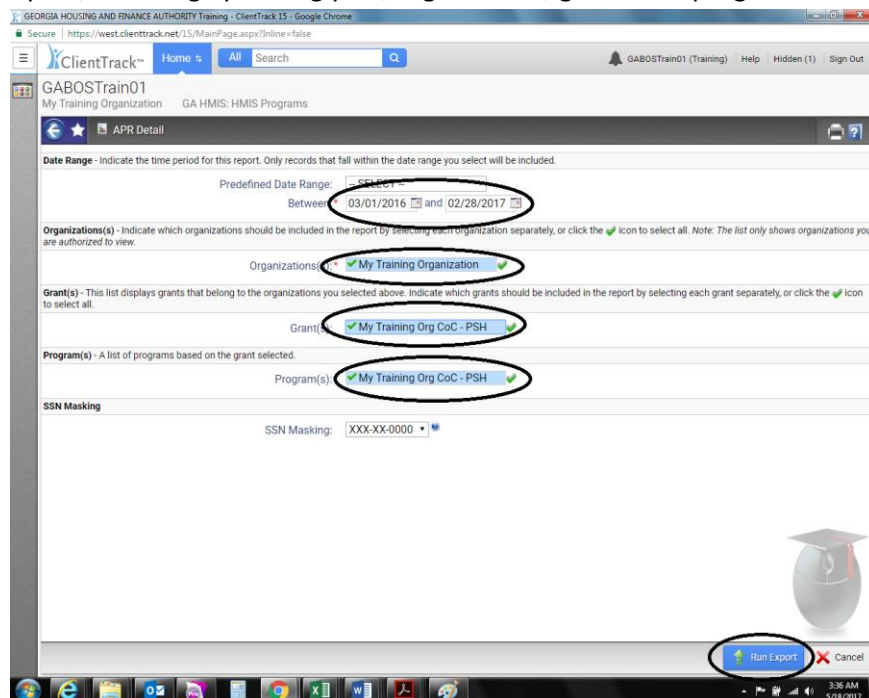 GEORGIA HOUSING AND FINANCE AUTHORITY Training - ClientTrack 15 - Google Chrome
Secure | https://west.clienttrack.net/15/MainPage.aspx?Inline=false
ClientTrack™ Home All Search GABOSTrain01 (Training) Help Hidden (1) Sign Out
GABOSTrain01
My Training Organization GA HMIS: HMIS Programs
APR Detail
Date Range - Indicate the time period for this report. Only records that fall within the date range you select will be included.
Predefined Date Range: -- SELECT --
Between:* 03/01/2016 and 02/28/2017
Organizations(s) - Indicate which organizations should be included in the report by selecting each organization separately, or click the icon to select all. Note: The list only shows organizations you
are authorized to view.
Organizations(s):* My Training Organization
Grant(s) - This list displays grants that belong to the organizations you selected above. Indicate which grants should be included in the report by selecting each grant separately, or click the icon
to select all.
Grant(s): My Training Org CoC - PSH
Program(s) - A list of programs based on the grant selected.
Program(s): My Training Org CoC - PSH
SSN Masking
SSN Masking: XXX-XX-0000
Run Export Cancel
3:36 AM
5/18/2017